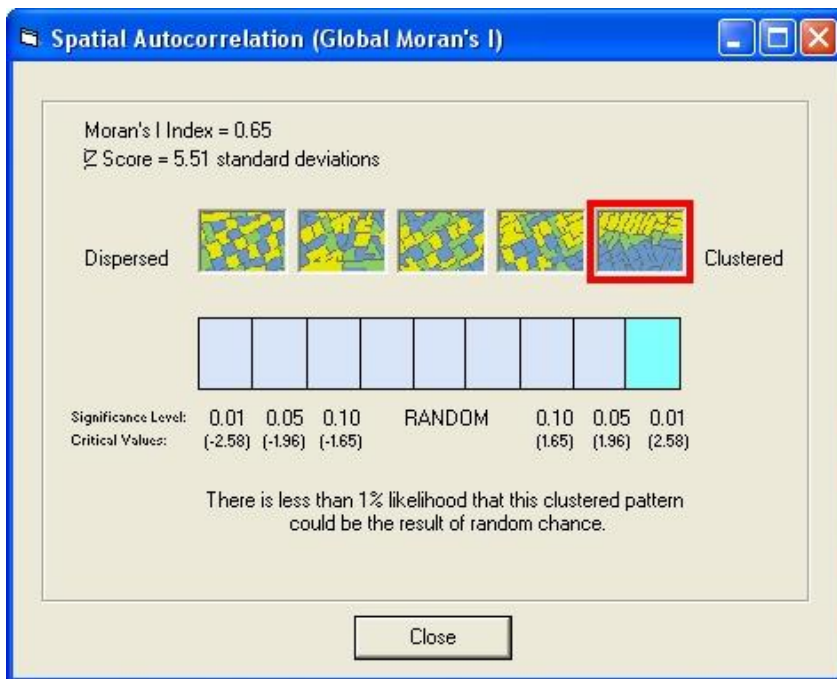 Spatial Autocorrelation (Global Moran's I)
Moran's I Index = 0.65
Z Score = 5.51 standard deviations
Dispersed
Clustered
Significance Level: 0.01 0.05 0.10 RANDOM 0.10 0.05 0.01
Critical Values: (-2.58) (-1.96) (-1.65) (1.65) (1.96) (2.58)
There is less than 1% likelihood that this clustered pattern
could be the result of random chance.
Close